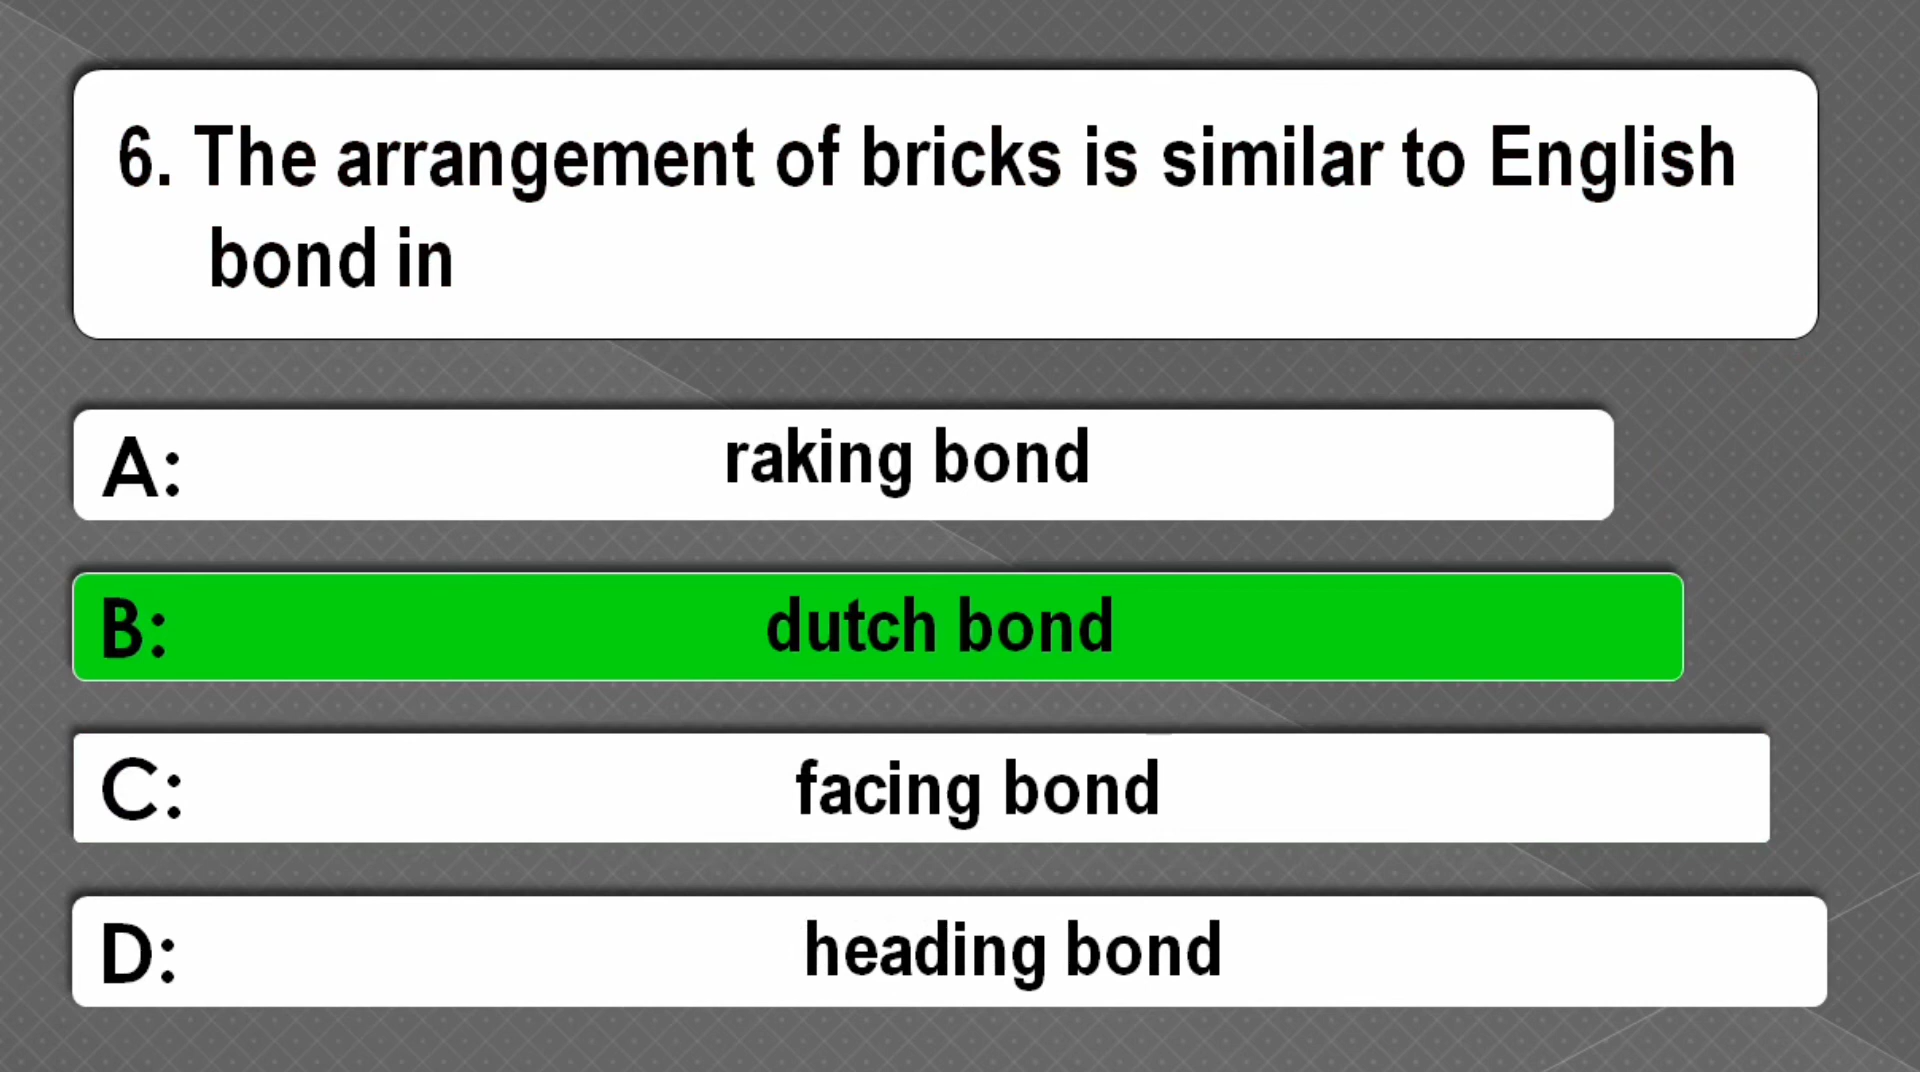 6. The arrangement of bricks is similar to English
bond in
A: raking bond
B: dutch bond
C: facing bond
D: heading bond